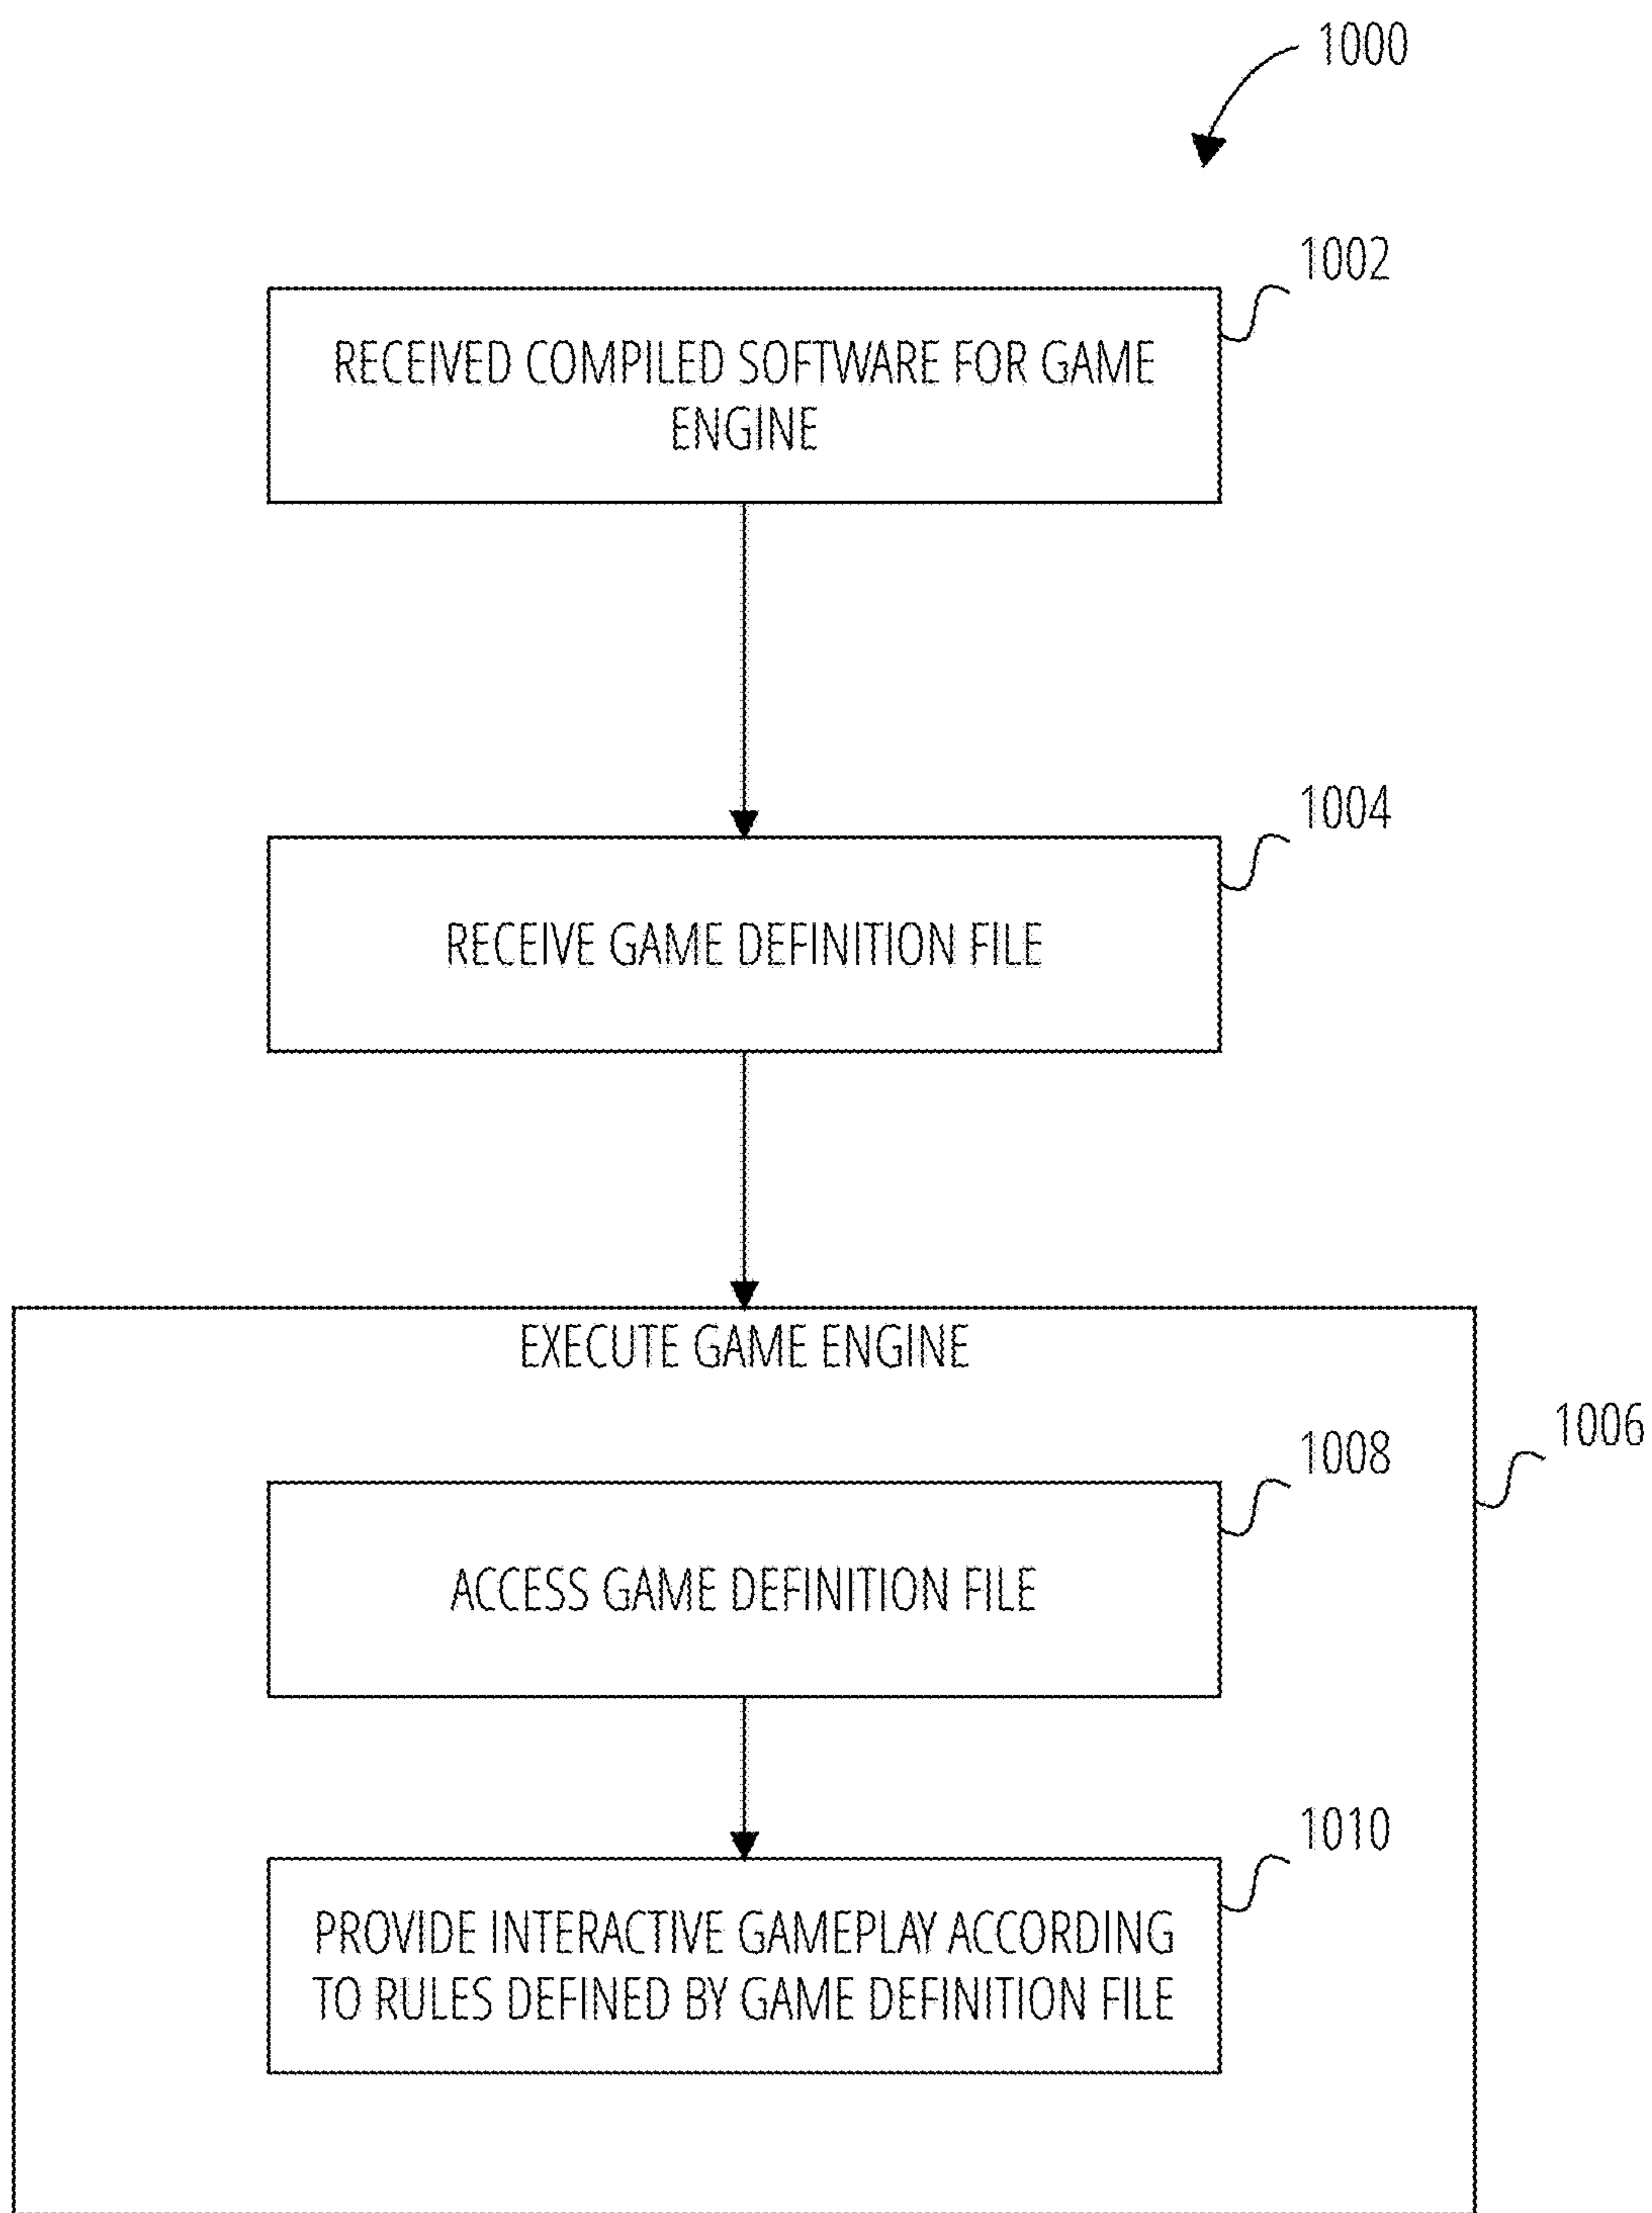 1000
1002
RECEIVED COMPILED SOFTWARE FOR GAME
ENGINE
1004
RECEIVE GAME DEFINITION FILE
EXECUTE GAME ENGINE
1006
1008
ACCESS GAME DEFINITION FILE
1010
PROVIDE INTERACTIVE GAMEPLAY ACCORDING
TO RULES DEFINED BY GAME DEFINITION FILE